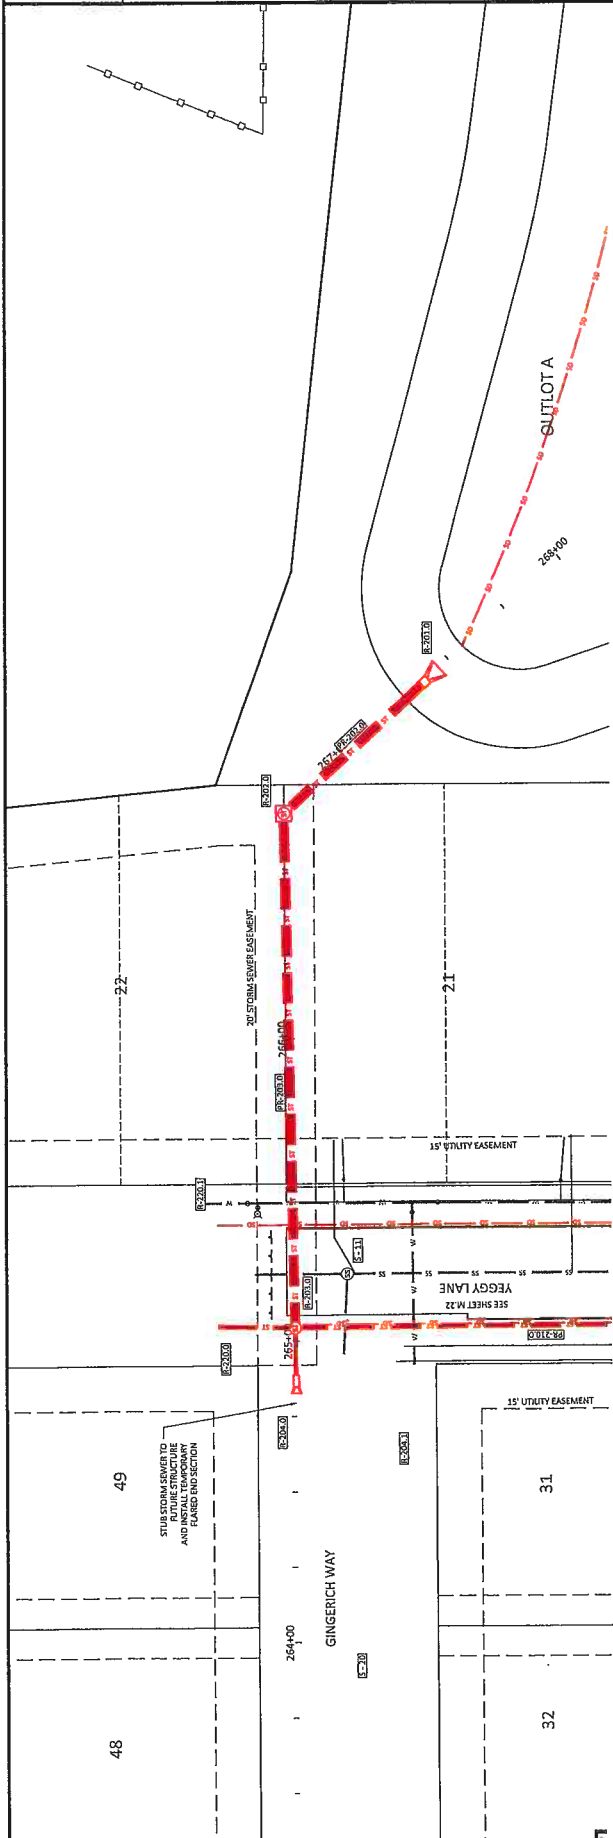 OUTLOT A
268+00
R-201.0
PR-202.0
267+
R-202.0
22
20' STORM SEWER EASEMENT
21
266+00
PR-203.0
15' UTILITY EASEMENT
R-220.1
W
SD
ST
SS
S-11
YEGGY LANE
SEE SHEET M.22
R-203.0
PR-210.0
265+0
R-220.0
R-204.0
R-204.1
15' UTILITY EASEMENT
STUB STORM SEWER TO
FUTURE STRUCTURE
AND INSTALL TEMPORARY
FLARED END SECTION
49
31
GINGERICH WAY
264+00
S-20
48
32